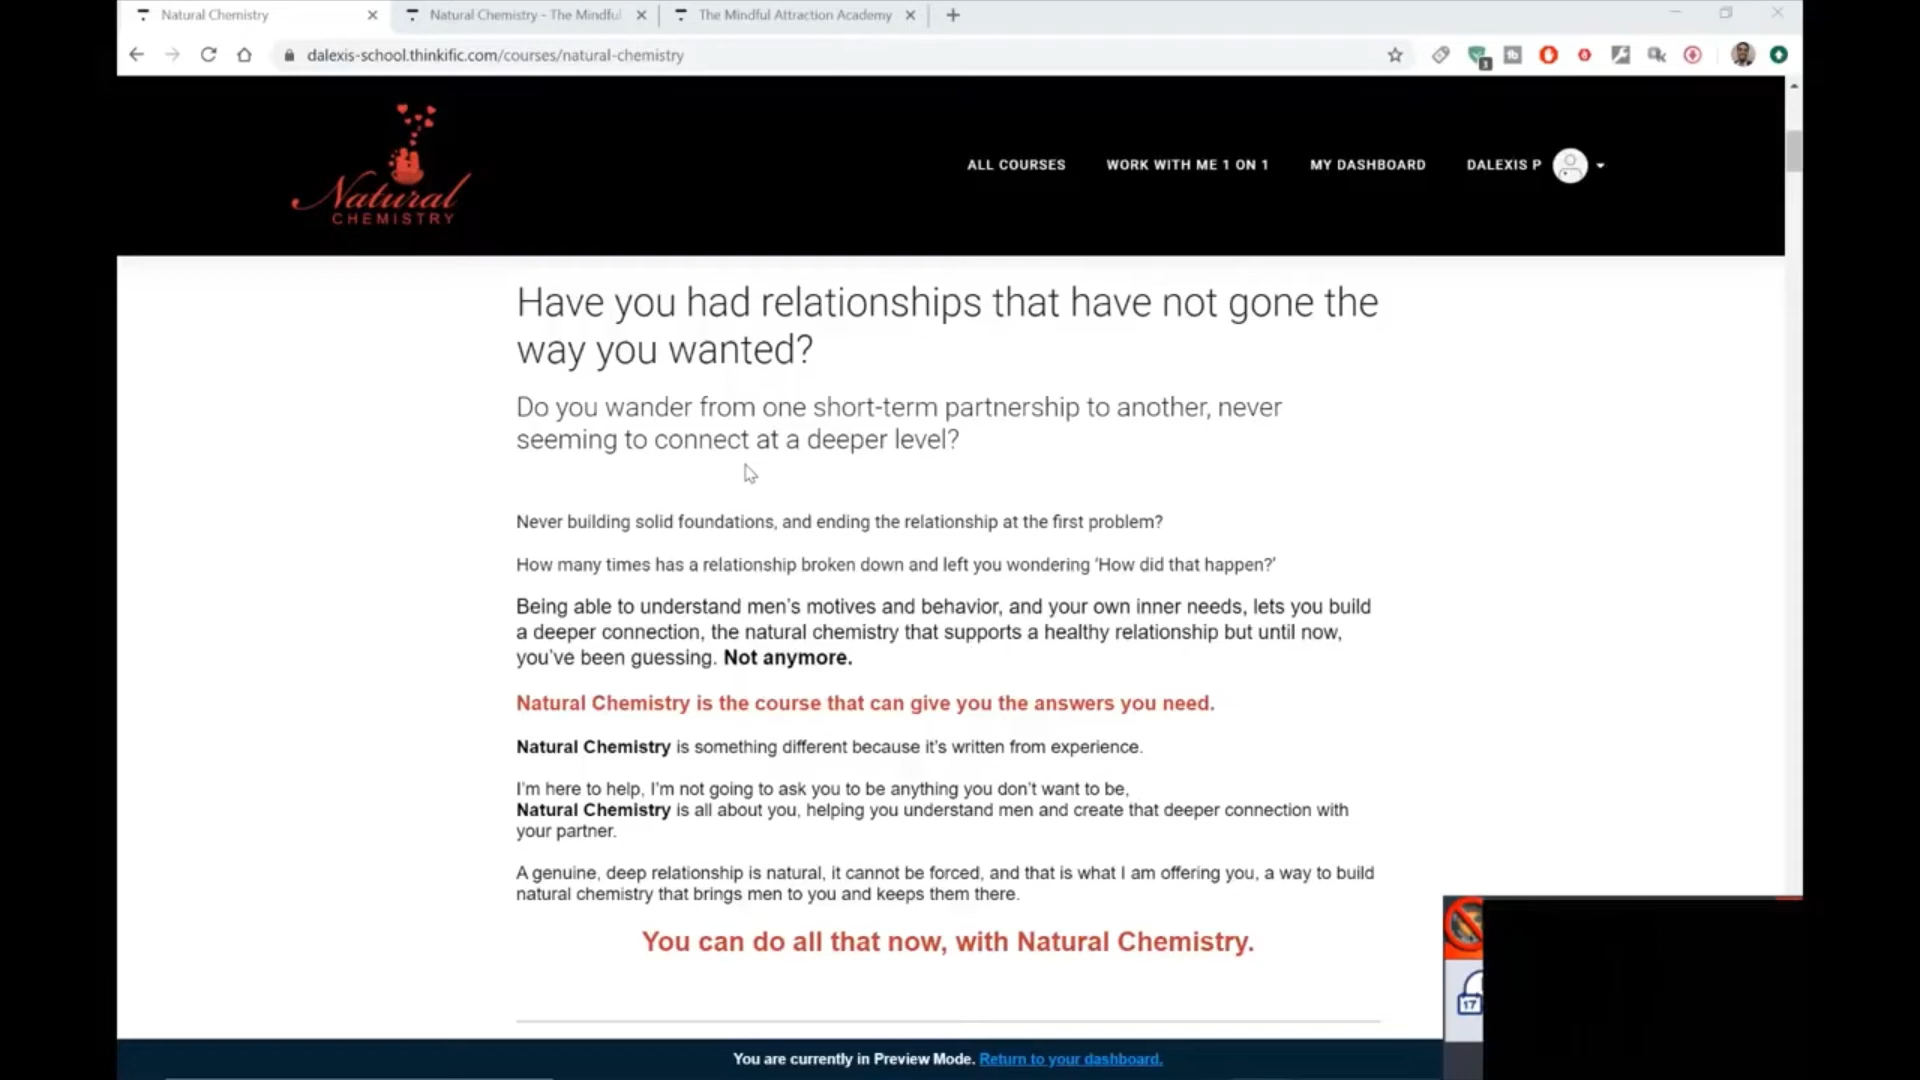 Natural Chemistry
Natural Chemistry - The Mindful
The Mindful Attraction Academy
dalexis-school.thinkific.com/courses/natural-chemistry
Natural
CHEMISTRY
ALL COURSES
WORK WITH ME 1 ON 1
MY DASHBOARD
DALEXIS P
Have you had relationships that have not gone the
way you wanted?
Do you wander from one short-term partnership to another, never
seeming to connect at a deeper level?
Never building solid foundations, and ending the relationship at the first problem?
How many times has a relationship broken down and left you wondering ‘How did that happen?’
Being able to understand men’s motives and behavior, and your own inner needs, lets you build
a deeper connection, the natural chemistry that supports a healthy relationship but until now,
you’ve been guessing. Not anymore.
Natural Chemistry is the course that can give you the answers you need.
Natural Chemistry is something different because it’s written from experience.
I’m here to help, I’m not going to ask you to be anything you don’t want to be,
Natural Chemistry is all about you, helping you understand men and create that deeper connection with
your partner.
A genuine, deep relationship is natural, it cannot be forced, and that is what I am offering you, a way to build
natural chemistry that brings men to you and keeps them there.
You can do all that now, with Natural Chemistry.
17
You are currently in Preview Mode. Return to your dashboard.